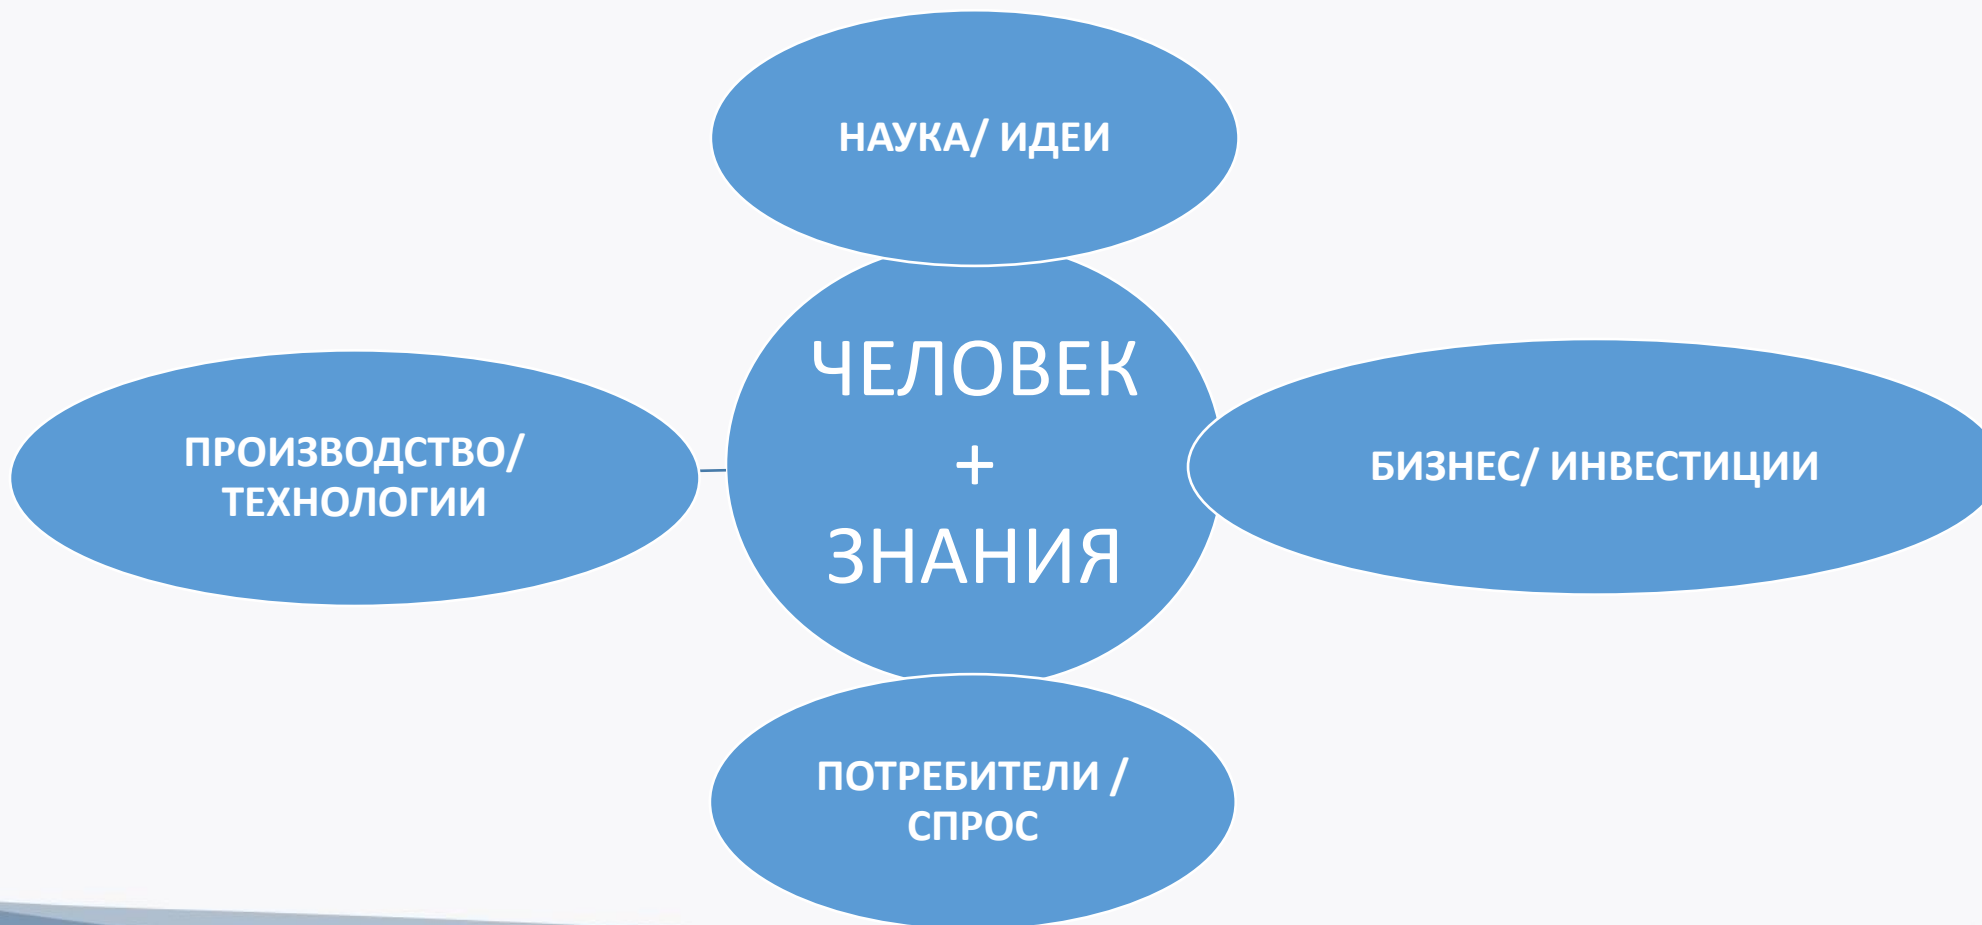 НАУКА/ ИДЕИ
ЧЕЛОВЕК
+
ЗНАНИЯ
ПРОИЗВОДСТВО/
ТЕХНОЛОГИИ
БИЗНЕС/ ИНВЕСТИЦИИ
ПОТРЕБИТЕЛИ /
СПРОС